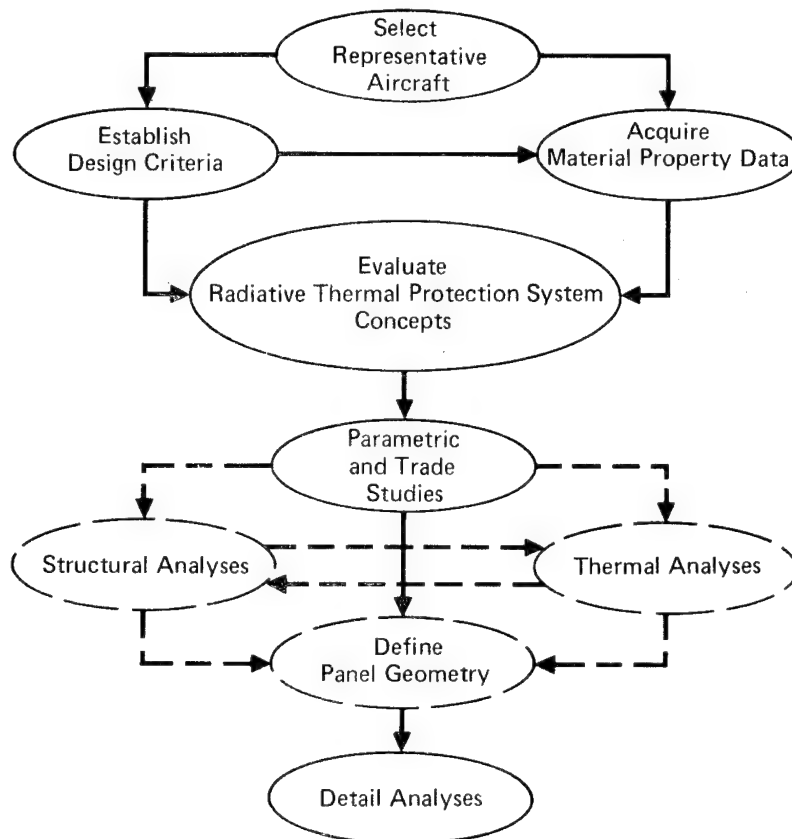 Select
Representative
Aircraft
Establish
Design Criteria
Acquire
Material Property Data
Evaluate
Radiative Thermal Protection System
Concepts
Parametric
and Trade
Studies
Structural Analyses
Thermal Analyses
Define
Panel Geometry
Detail Analyses